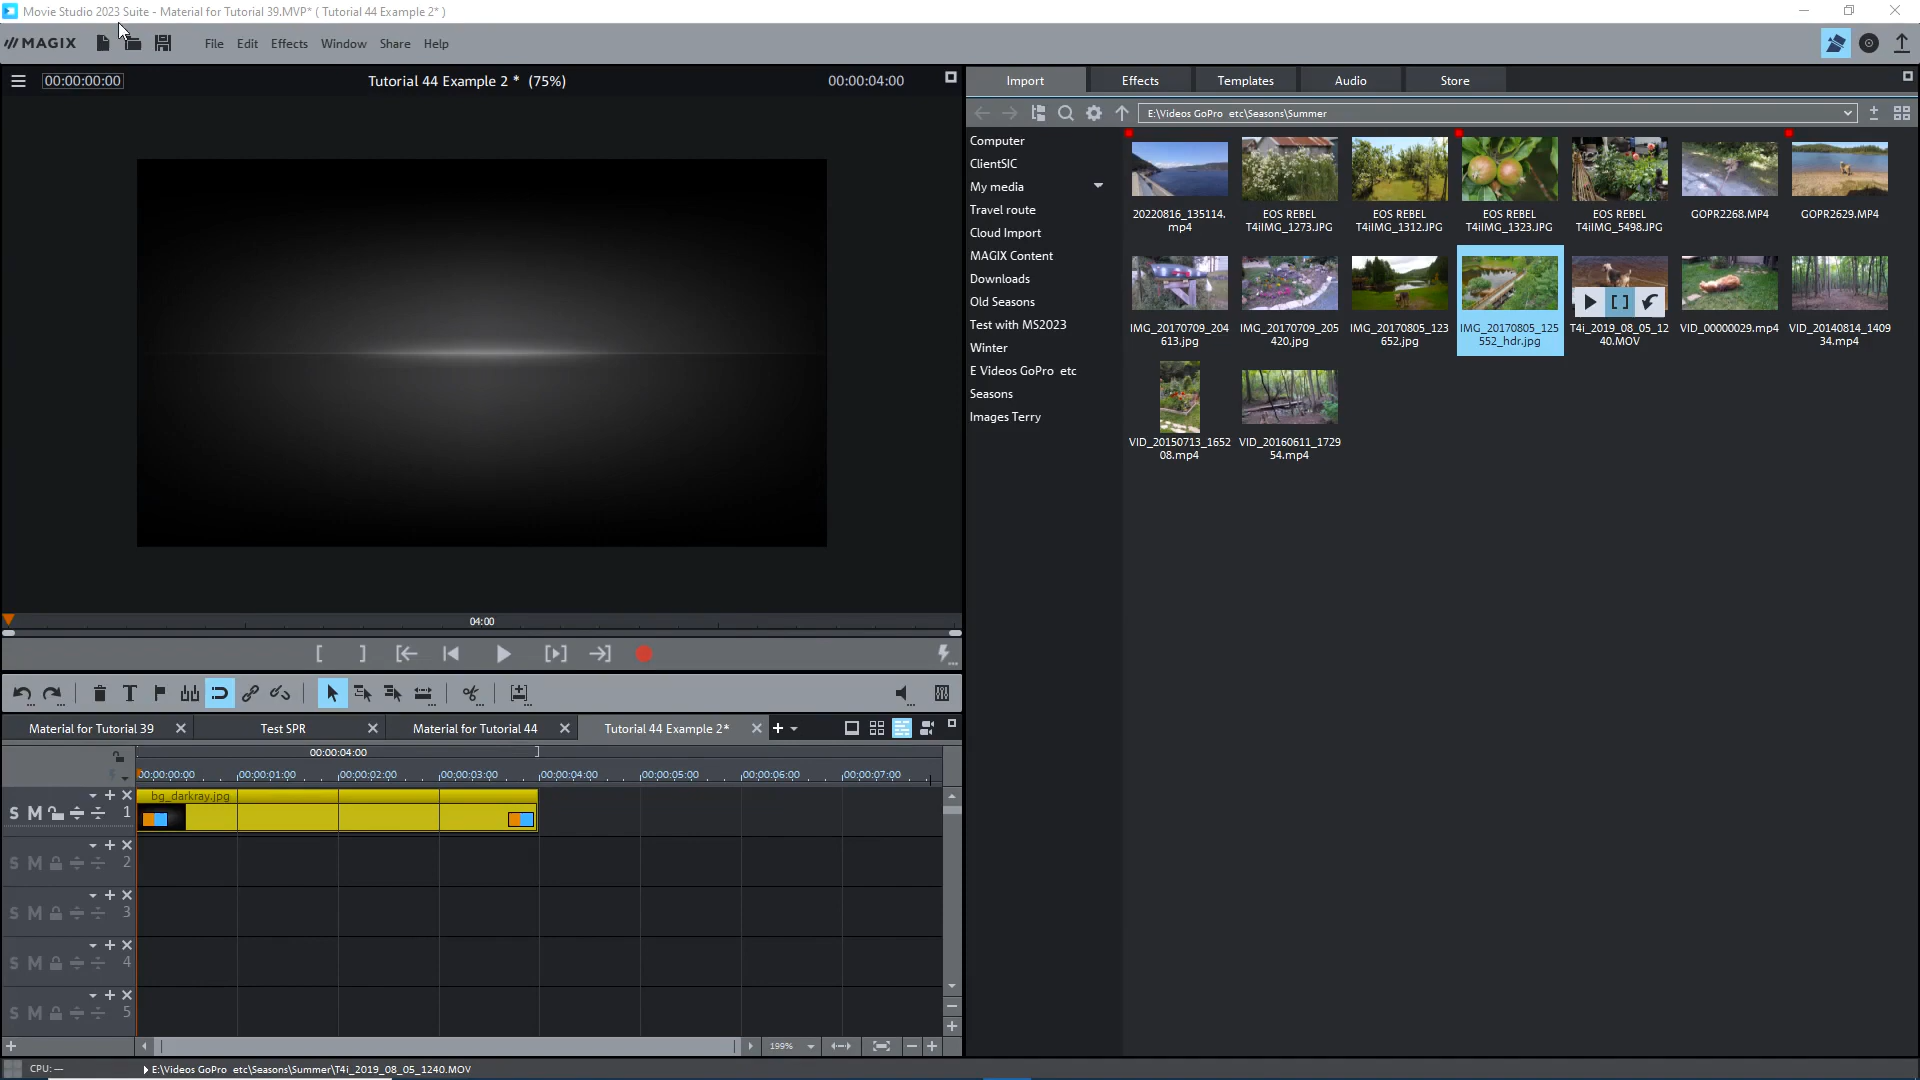 Movie Studio 2023 Suite - Material for Tutorial 39.MVP* ( Tutorial 44 Example 2* )
MAGIX File Edit Effects Window Share Help
00:00:00:00 Tutorial 44 Example 2 * (75%) 00:00:04:00
Import Effects Templates Audio Store
E:\Videos GoPro etc\Seasons\Summer
Computer
ClientSIC
My media
Travel route
Cloud Import
MAGIX Content
Downloads
Old Seasons
Test with MS2023
Winter
E Videos GoPro etc
Seasons
Images Terry
20220816_135114.
mp4
EOS REBEL
T4iIMG_1273.JPG
EOS REBEL
T4iIMG_1312.JPG
EOS REBEL
T4iIMG_1323.JPG
EOS REBEL
T4iIMG_5498.JPG
GOPR2268.MP4
GOPR2629.MP4
IMG_20170709_204
613.jpg
IMG_20170709_205
420.jpg
IMG_20170805_123
652.jpg
IMG_20170805_125
552_hdr.jpg
T4i_2019_08_05_12
40.MOV
VID_00000029.mp4
VID_20140814_1409
34.mp4
VID_20150713_1652
08.mp4
VID_20160611_1729
54.mp4
04:00
Material for Tutorial 39 Test SPR Material for Tutorial 44 Tutorial 44 Example 2*
00:00:04:00
00:00:00:00 00:00:01:00 00:00:02:00 00:00:03:00 00:00:04:00 00:00:05:00 00:00:06:00 00:00:07:00
bg_darkray.jpg
S M 1
S M 2
S M 3
S M 4
S M 5
199%
CPU: — E:\Videos GoPro etc\Seasons\Summer\T4i_2019_08_05_1240.MOV